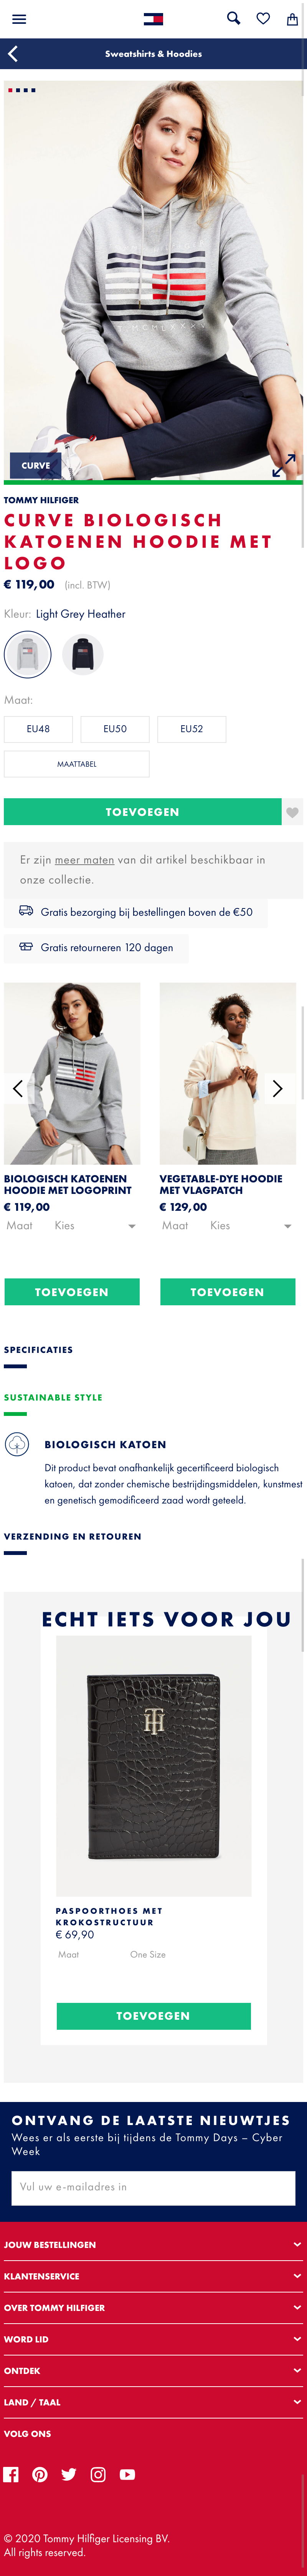 Sweatshirts & Hoodies
CURVE
TOMMY HILFIGER
CURVE BIOLOGISCH
KATOENEN HOODIE MET
LOGO
€ 119,00 (incl. BTW)
Kleur: Light Grey Heather
Maat:
EU48 EU50 EU52
MAATTABEL
TOEVOEGEN
Er zijn meer maten van dit artikel beschikbaar in
onze collectie.
Gratis bezorging bij bestellingen boven de €50
Gratis retourneren 120 dagen
BIOLOGISCH KATOENEN
HOODIE MET LOGOPRINT
€ 119,00
Maat Kies
TOEVOEGEN
VEGETABLE-DYE HOODIE
MET VLAGPATCH
€ 129,00
Maat Kies
TOEVOEGEN
SPECIFICATIES
SUSTAINABLE STYLE
BIOLOGISCH KATOEN
Dit product bevat onafhankelijk gecertificeerd biologisch
katoen, dat zonder chemische bestrijdingsmiddelen, kunstmest
en genetisch gemodificeerd zaad wordt geteeld.
VERZENDING EN RETOUREN
ECHT IETS VOOR JOU
PASPOORTHOES MET
KROKOSTRUCTUUR
€ 69,90
Maat One Size
TOEVOEGEN
ONTVANG DE LAATSTE NIEUWTJES
Wees er als eerste bij tijdens de Tommy Days – Cyber
Week
Vul uw e-mailadres in
JOUW BESTELLINGEN
KLANTENSERVICE
OVER TOMMY HILFIGER
WORD LID
ONTDEK
LAND / TAAL
VOLG ONS
© 2020 Tommy Hilfiger Licensing BV.
All rights reserved.